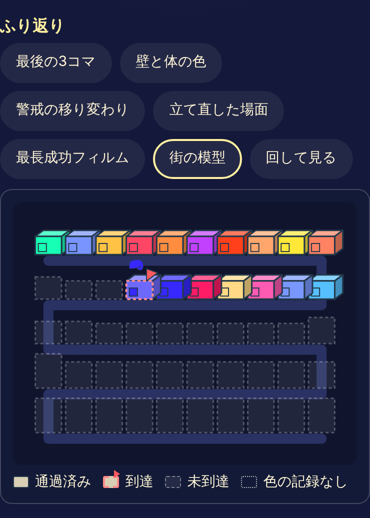 ふり返り
最後の3コマ
壁と体の色
警戒の移り変わり
立て直した場面
最長成功フィルム
街の模型
回して見る
通過済み
到達
未到達
色の記録なし